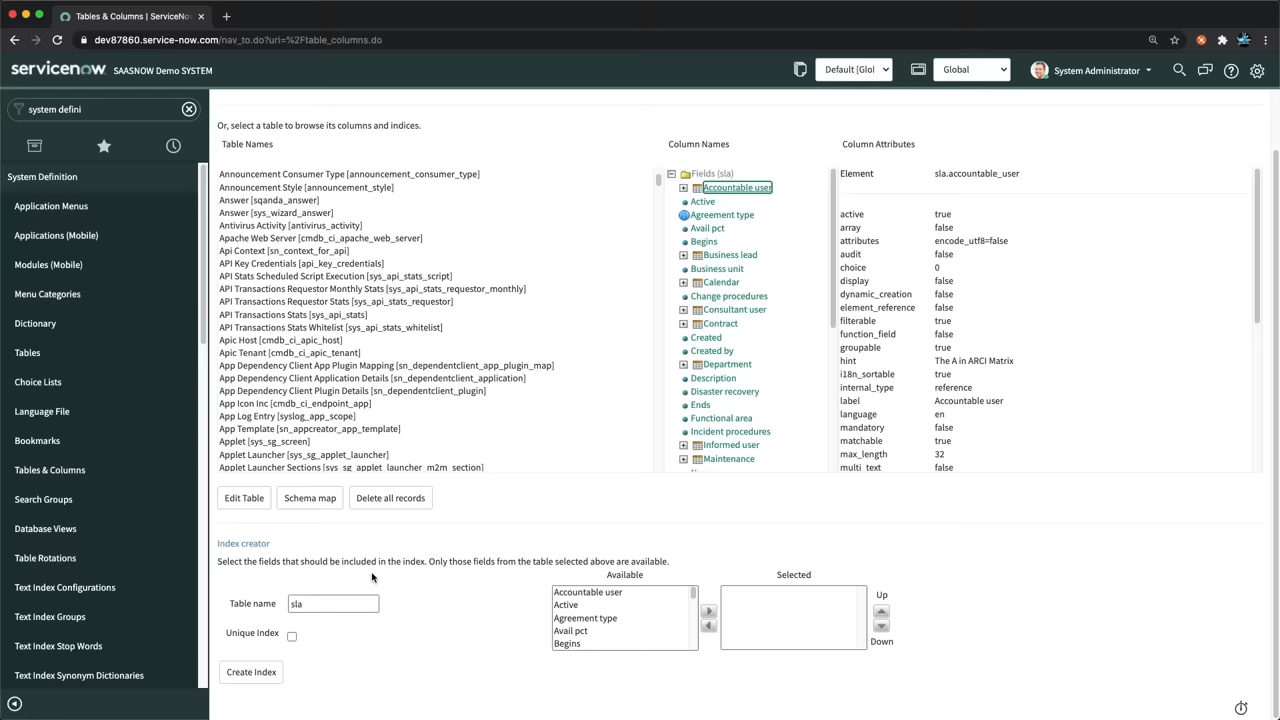 Tables & Columns | ServiceNow
dev87860.service-now.com/nav_to.do?uri=%2Ftable_columns.do
servicenow
SAASNOW Demo SYSTEM
Default [Glol
Global
System Administrator
system defini
System Definition
Application Menus
Applications (Mobile)
Modules (Mobile)
Menu Categories
Dictionary
Tables
Choice Lists
Language File
Bookmarks
Tables & Columns
Search Groups
Database Views
Table Rotations
Text Index Configurations
Text Index Groups
Text Index Stop Words
Text Index Synonym Dictionaries
Or, select a table to browse its columns and indices.
Table Names
Announcement Consumer Type [announcement_consumer_type]
Announcement Style [announcement_style]
Answer [sqanda_answer]
Answer [sys_wizard_answer]
Antivirus Activity [antivirus_activity]
Apache Web Server [cmdb_ci_apache_web_server]
Api Context [sn_context_for_api]
API Key Credentials [api_key_credentials]
API Stats Scheduled Script Execution [sys_api_stats_script]
API Transactions Requestor Monthly Stats [sys_api_stats_requestor_monthly]
API Transactions Requestor Stats [sys_api_stats_requestor]
API Transactions Stats [sys_api_stats]
API Transactions Stats Whitelist [sys_api_stats_whitelist]
Apic Host [cmdb_ci_apic_host]
Apic Tenant [cmdb_ci_apic_tenant]
App Dependency Client App Plugin Mapping [sn_dependentclient_app_plugin_map]
App Dependency Client Application Details [sn_dependentclient_application]
App Dependency Client Plugin Details [sn_dependentclient_plugin]
App Icon Inc [cmdb_ci_endpoint_app]
App Log Entry [syslog_app_scope]
App Template [sn_appcreator_app_template]
Applet [sys_sg_screen]
Applet Launcher [sys_sg_applet_launcher]
Applet Launcher Sections [sys_sg_applet_launcher_m2m_section]
Column Names
Fields (sla)
Accountable user
Active
Agreement type
Avail pct
Begins
Business lead
Business unit
Calendar
Change procedures
Consultant user
Contract
Created
Created by
Department
Description
Disaster recovery
Ends
Functional area
Incident procedures
Informed user
Maintenance
Column Attributes
Element sla.accountable_user
active true
array false
attributes encode_utf8=false
audit false
choice 0
display false
dynamic_creation false
element_reference false
filterable true
function_field false
groupable true
hint The A in ARCI Matrix
i18n_sortable true
internal_type reference
label Accountable user
language en
mandatory false
matchable true
max_length 32
multi_text false
Edit Table Schema map Delete all records
Index creator
Select the fields that should be included in the index. Only those fields from the table selected above are available.
Table name sla
Unique Index
Create Index
Available
Accountable user
Active
Agreement type
Avail pct
Begins
Selected
Up
Down